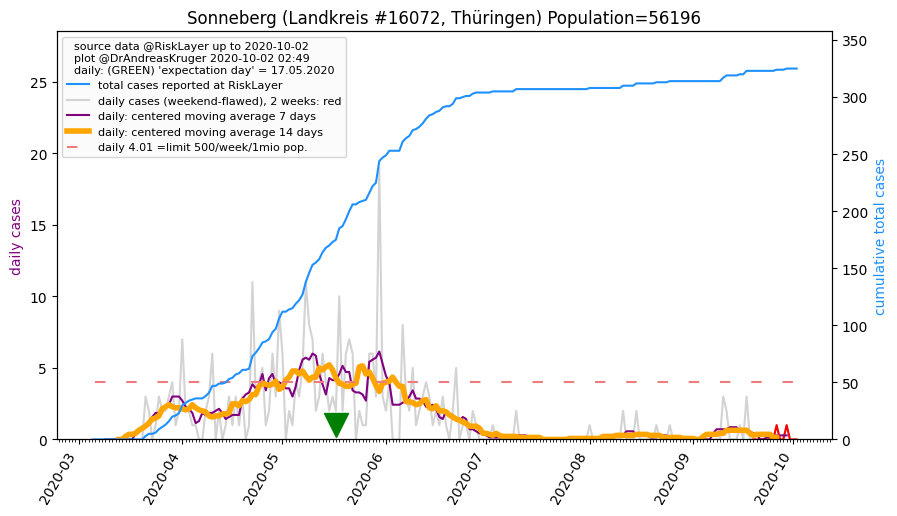 Sonneberg (Landkreis #16072, Thüringen) Population=56196
source data @RiskLayer up to 2020-10-02
plot @DrAndreasKruger 2020-10-02 02:49
daily: (GREEN) 'expectation day' = 17.05.2020
total cases reported at RiskLayer
daily cases (weekend-flawed), 2 weeks: red
daily: centered moving average 7 days
daily: centered moving average 14 days
daily 4.01 =limit 500/week/1mio pop.
daily cases
25
20
15
10
5
0
cumulative total cases
350
300
250
200
150
100
50
0
2020-03
2020-04
2020-05
2020-06
2020-07
2020-08
2020-09
2020-10